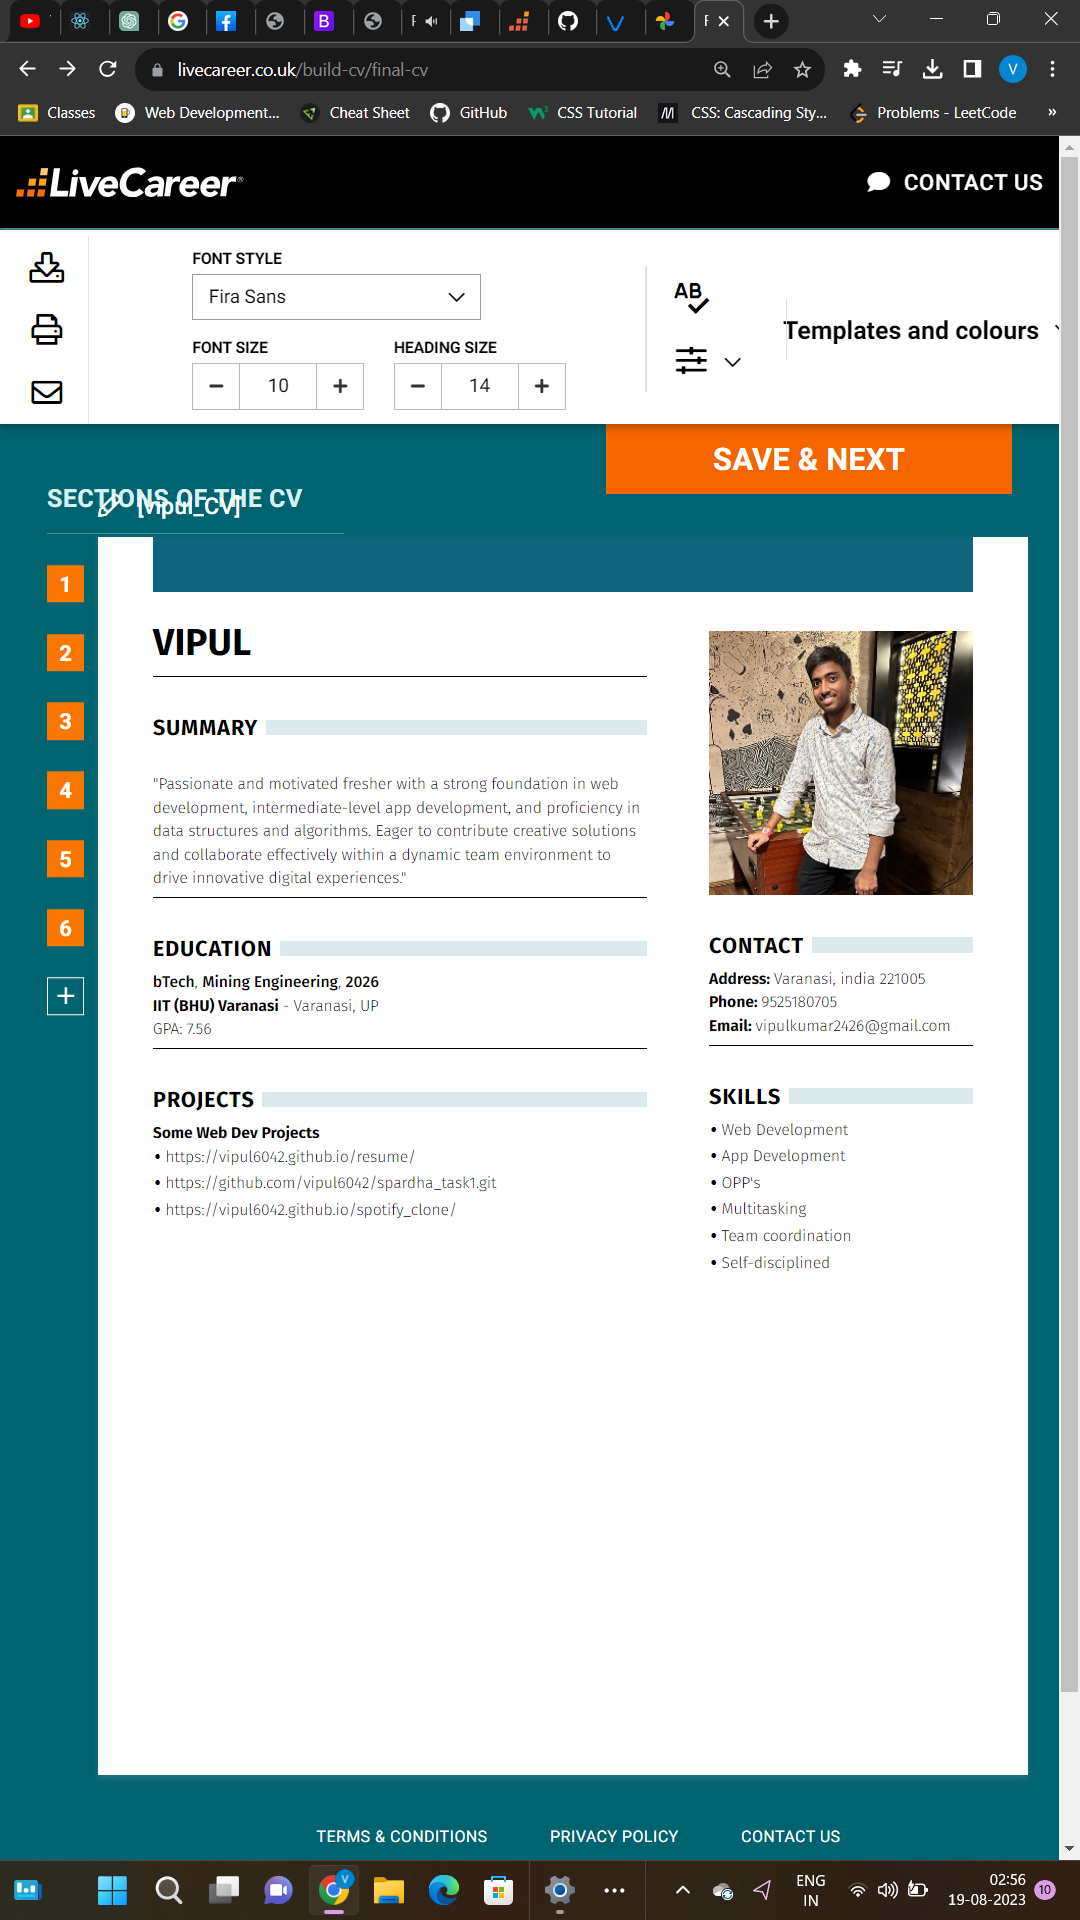 livecareer.co.uk/build-cv/final-cv
V
Classes
Web Development...
Cheat Sheet
GitHub
CSS Tutorial
CSS: Cascading Sty...
Problems - LeetCode
»
LiveCareer
CONTACT US
FONT STYLE
Fira Sans
FONT SIZE
HEADING SIZE
− 10 +
− 14 +
AB
Templates and colours
SAVE & NEXT
SECTIONS OF THE CV
[Vipul_CV]
1
2
3
4
5
6
+
VIPUL
SUMMARY
"Passionate and motivated fresher with a strong foundation in web
development, intermediate-level app development, and proficiency in
data structures and algorithms. Eager to contribute creative solutions
and collaborate effectively within a dynamic team environment to
drive innovative digital experiences."
EDUCATION
bTech, Mining Engineering, 2026
IIT (BHU) Varanasi - Varanasi, UP
GPA: 7.56
PROJECTS
Some Web Dev Projects
• https://vipul6042.github.io/resume/
• https://github.com/vipul6042/spardha_task1.git
• https://vipul6042.github.io/spotify_clone/
CONTACT
Address: Varanasi, india 221005
Phone: 9525180705
Email: vipulkumar2426@gmail.com
SKILLS
• Web Development
• App Development
• OPP's
• Multitasking
• Team coordination
• Self-disciplined
TERMS & CONDITIONS
PRIVACY POLICY
CONTACT US
ENG
IN
02:56
19-08-2023
10